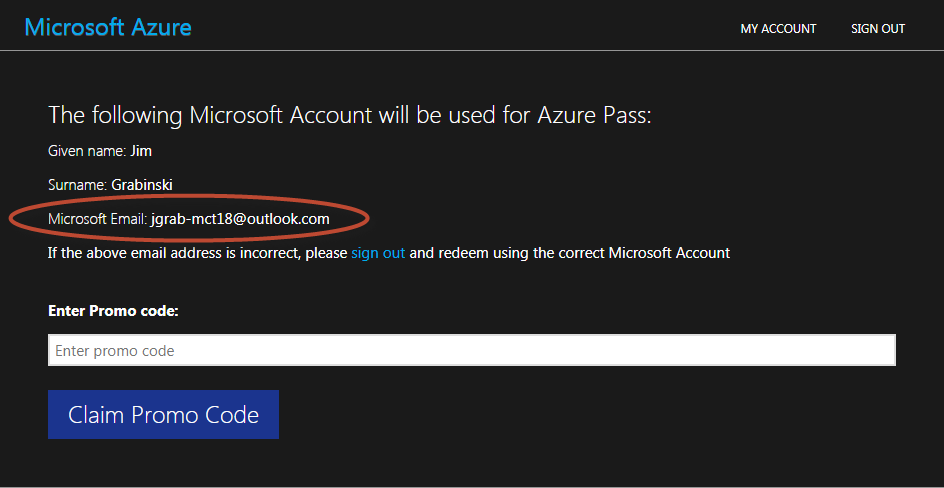 Microsoft Azure
MY ACCOUNT SIGN OUT
The following Microsoft Account will be used for Azure Pass:
Given name: Jim
Surname: Grabinski
Microsoft Email: jgrab-mct18@outlook.com
If the above email address is incorrect, please sign out and redeem using the correct Microsoft Account
Enter Promo code:
Enter promo code
Claim Promo Code